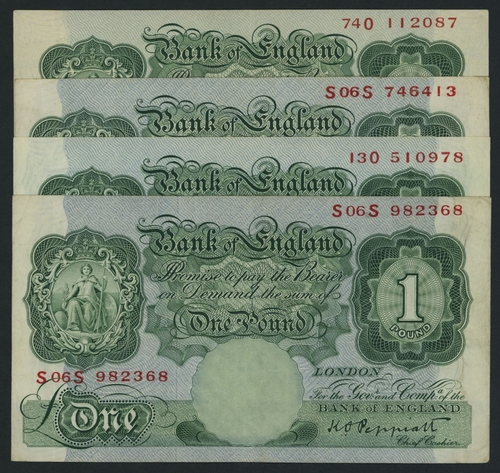 740 112087
Bank of England
S06S 746413
Bank of England
130 510978
Bank of England
S06S 982368
Bank of England
Promise to pay the Bearer
on Demand the sum of
One Pound
1
POUND
LONDON
For the Gov:r and Comp:a of the
BANK OF ENGLAND
S06S 982368
£One
K O Peppiatt
Chief Cashier.